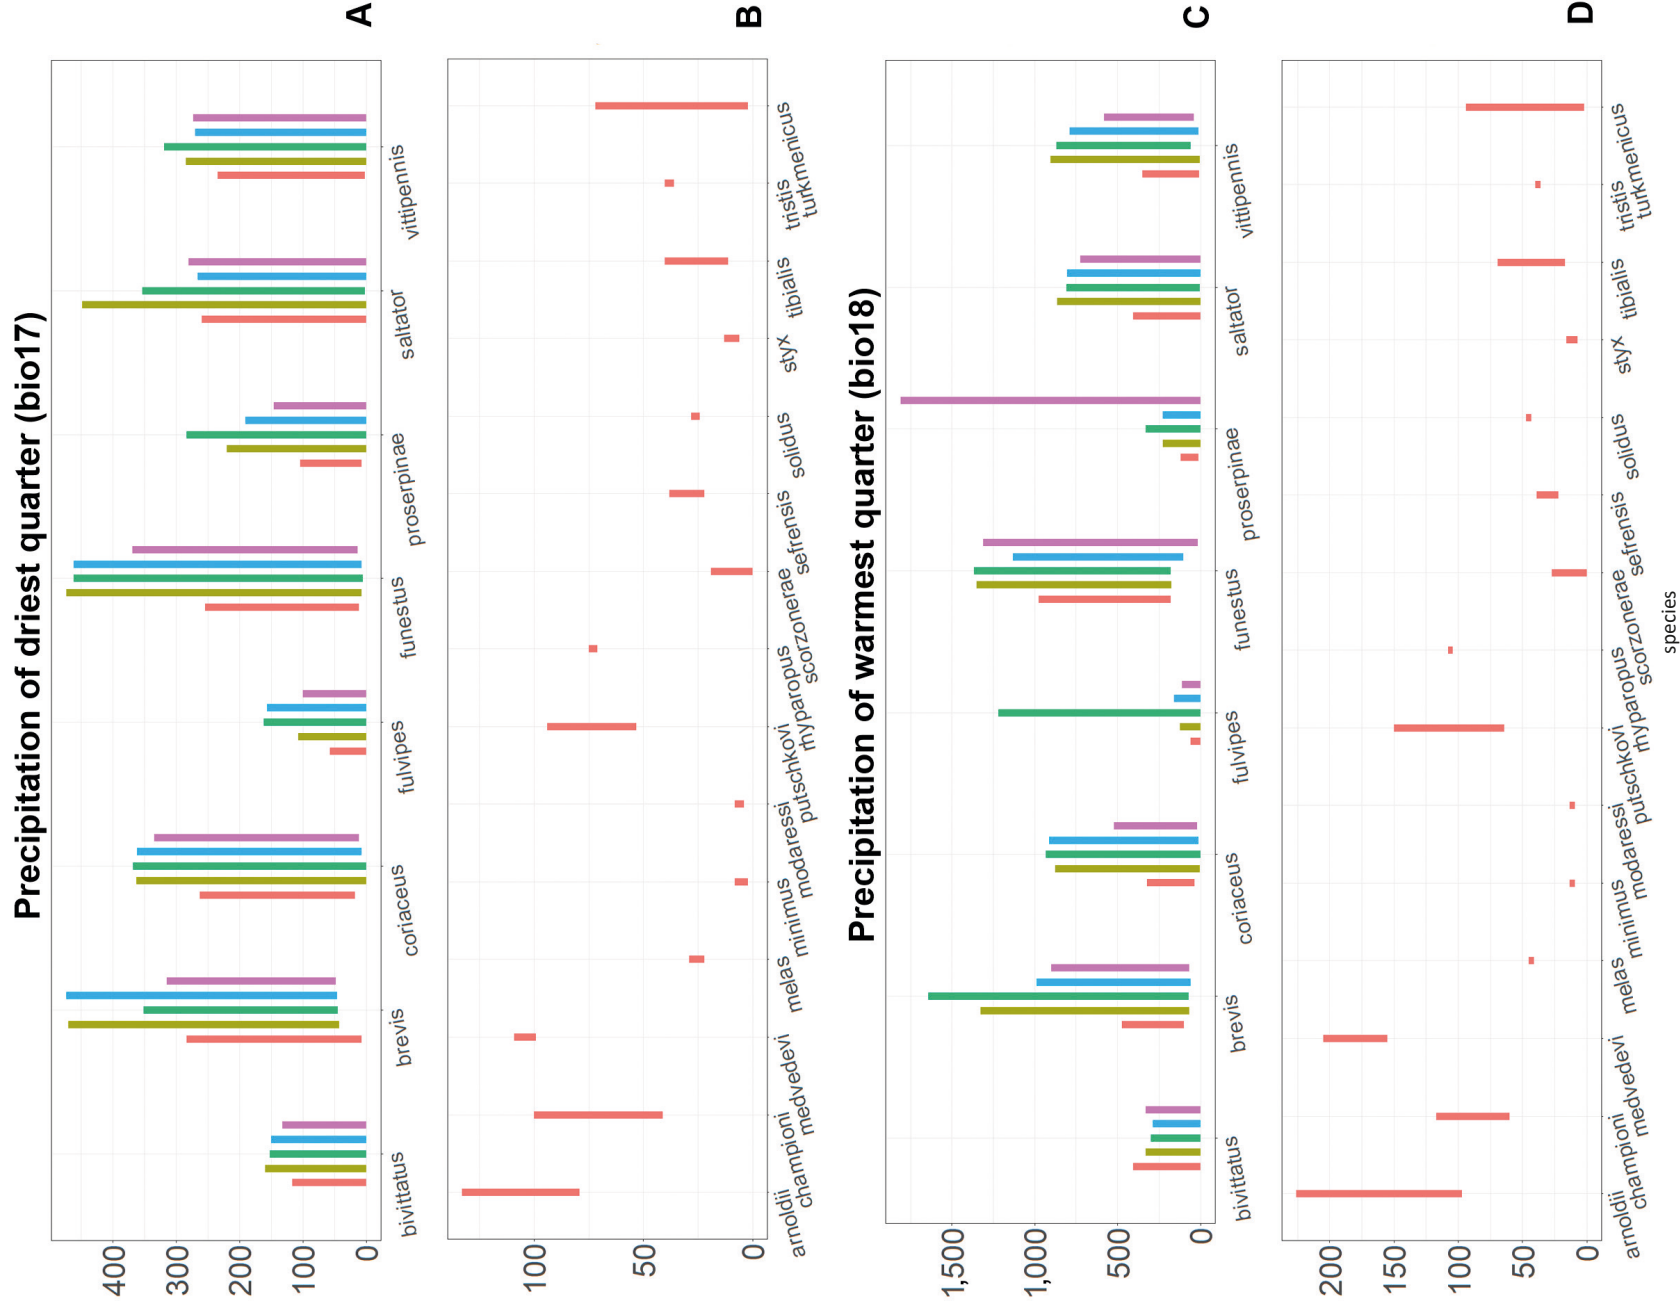 Precipitation of driest quarter (bio17)
A
400
300
200
100
0
bivittatus
brevis
coriaceus
fulvipes
funestus
proserpinae
saltator
vittipennis
B
100
50
0
arnoldii
championi
medvedevi
melas
minimus
modaressi
putschkovi
rhyparopus
scorzonerae
sefrensis
solidus
styx
tibialis
tristis
turkmenicus
Precipitation of warmest quarter (bio18)
C
1,500
1,000
500
0
bivittatus
brevis
coriaceus
fulvipes
funestus
proserpinae
saltator
vittipennis
D
200
150
100
50
0
arnoldii
championi
medvedevi
melas
minimus
modaressi
putschkovi
rhyparopus
scorzonerae
sefrensis
solidus
styx
tibialis
tristis
turkmenicus
species